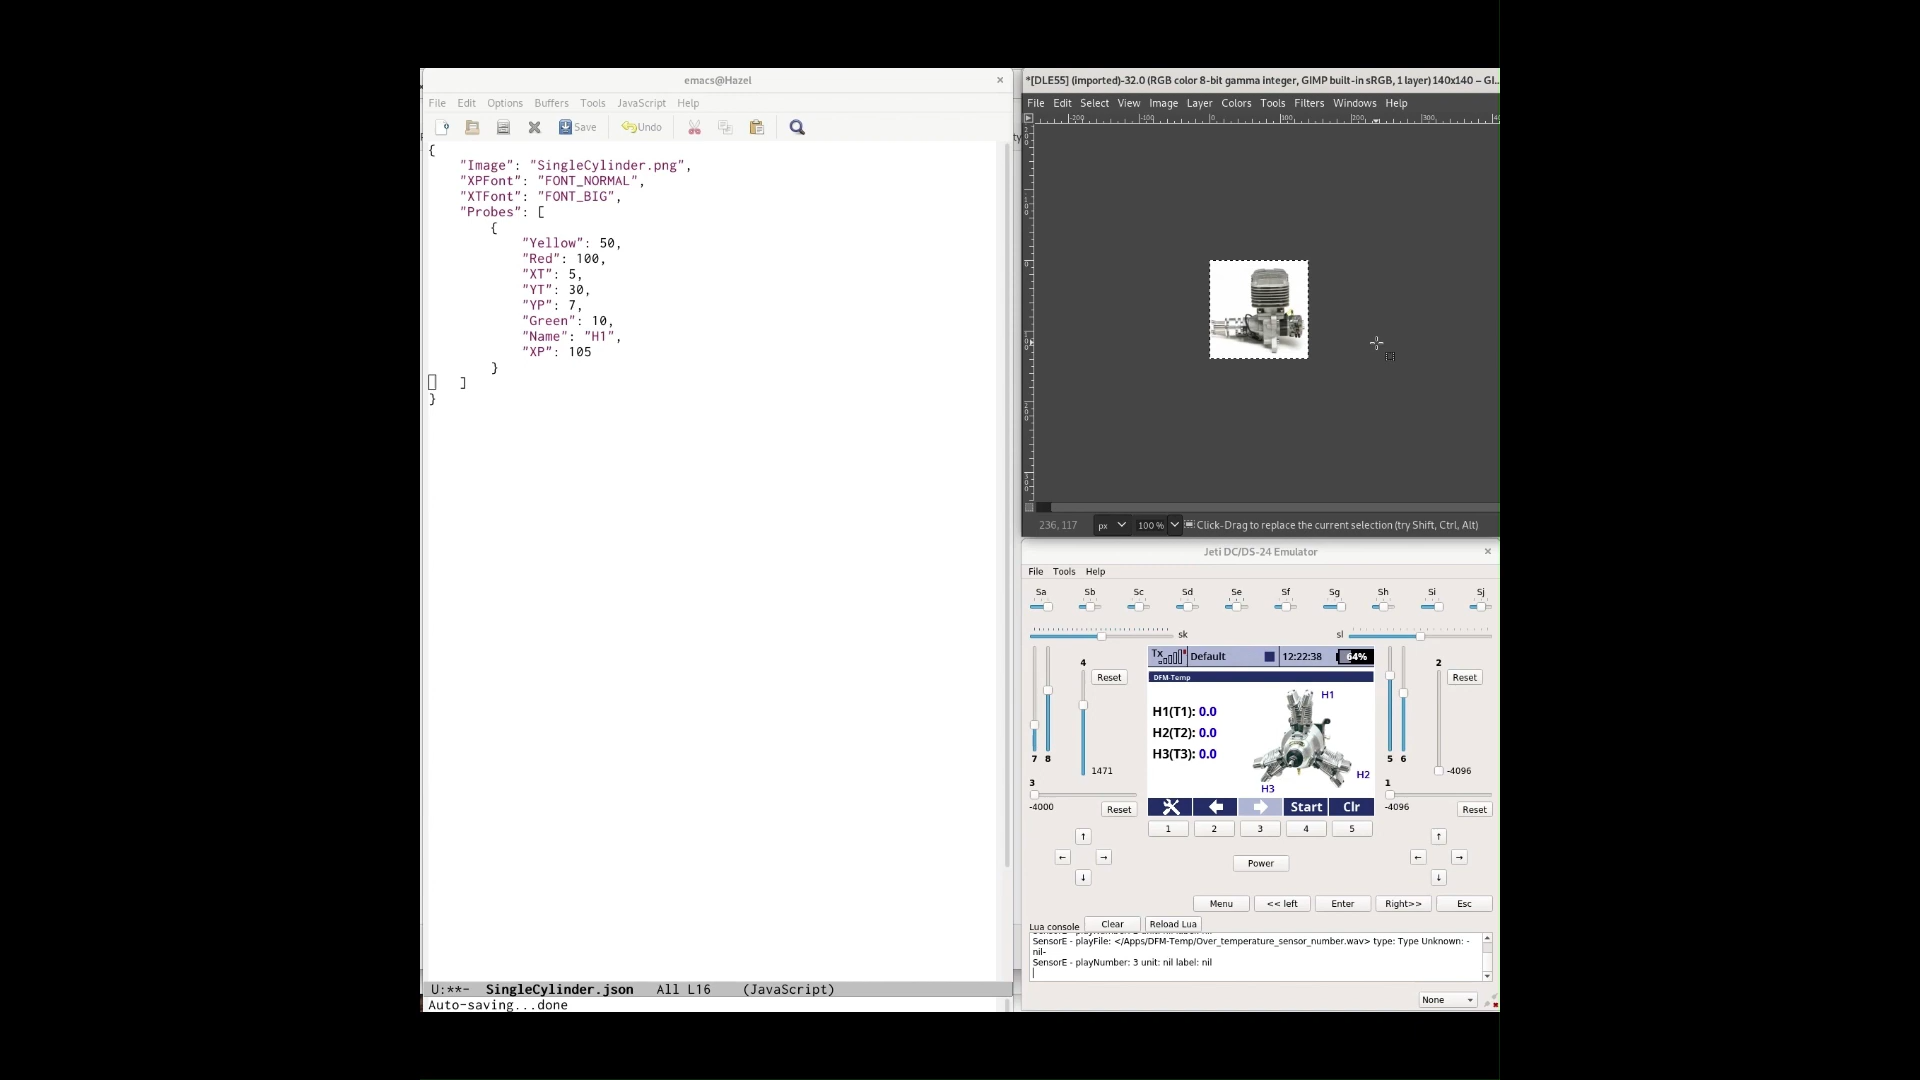 emacs@Hazel
File Edit Options Buffers Tools JavaScript Help
Save Undo
{
"Image": "SingleCylinder.png",
"XPFont": "FONT_NORMAL",
"XTFont": "FONT_BIG",
"Probes": [
{
"Yellow": 50,
"Red": 100,
"XT": 5,
"YT": 30,
"YP": 7,
"Green": 10,
"Name": "H1",
"XP": 105
}
]
}
U:**- SingleCylinder.json All L16 (JavaScript)
Auto-saving...done
*[DLE55] (imported)-32.0 (RGB color 8-bit gamma integer, GIMP built-in sRGB, 1 layer) 140x140 – GI...
File Edit Select View Image Layer Colors Tools Filters Windows Help
-200 -100 0 100 200 300
236, 117 px 100 % Click-Drag to replace the current selection (try Shift, Ctrl, Alt)
Jeti DC/DS-24 Emulator
File Tools Help
Sa Sb Sc Sd Se Sf Sg Sh Si Sj
sk sl
Tx Default 12:22:38 64%
DFM-Temp
H1
H1(T1): 0.0
H2(T2): 0.0
H3(T3): 0.0
H2
H3
Start Clr
1 2 3 4 5
4 Reset
7 8 1471
3
-4000 Reset
2 Reset
5 6 -4096
1
-4096 Reset
↑
← →
↓
↑
← →
↓
Power
Menu << left Enter Right>> Esc
Lua console Clear Reload Lua
SensorE - playFile: </Apps/DFM-Temp/Over_temperature_sensor_number.wav> type: Type Unknown: -
nil-
SensorE - playNumber: 3 unit: nil label: nil
None